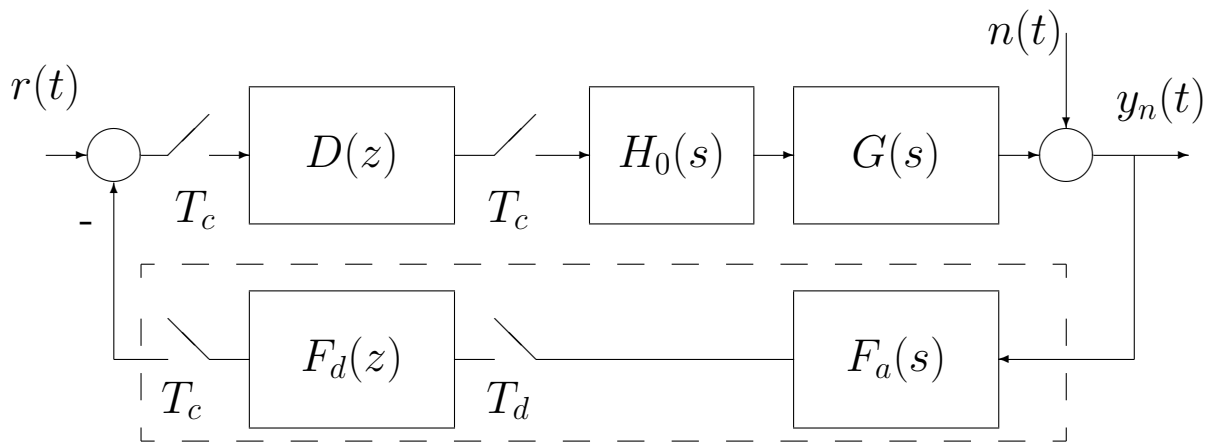 n(t)
r(t)
y_n(t)
D(z)
H_0(s)
G(s)
-
T_c
T_c
F_d(z)
F_a(s)
T_c
T_d